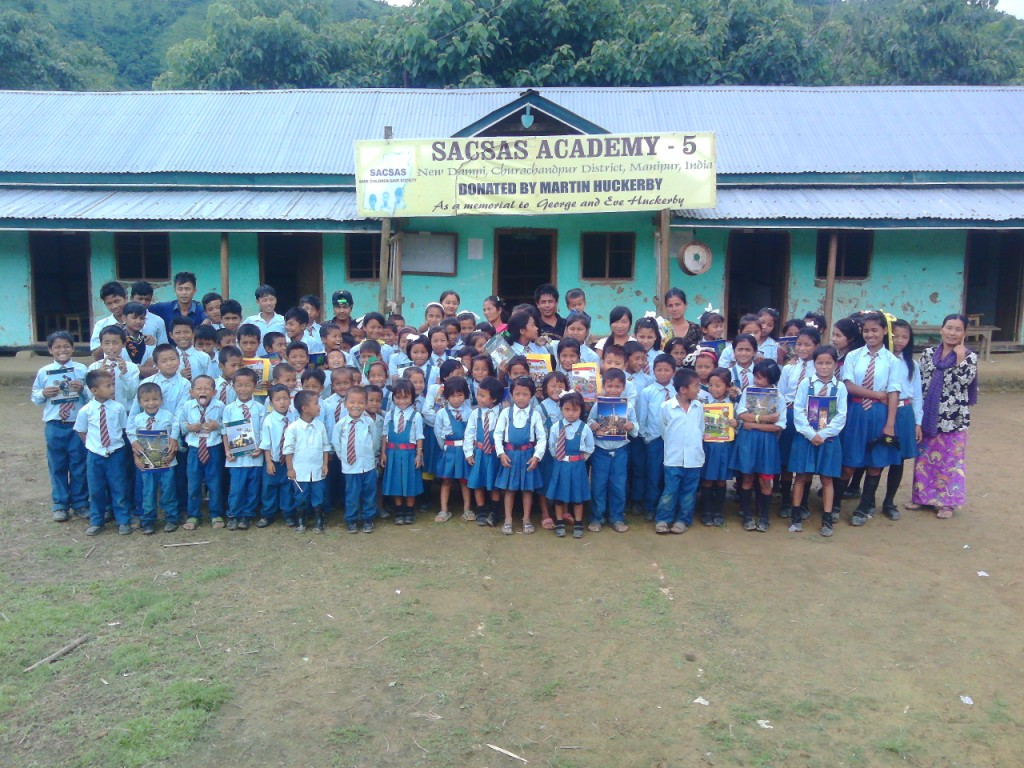 SACSAS ACADEMY - 5
SACSAS
New Dampi, Churachandpur District, Manipur, India
DONATED BY MARTIN HUCKERBY
As a memorial to George and Eve Huckerby